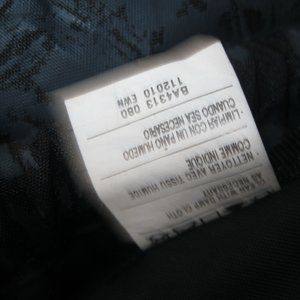 AS NECESSARY
NETTOYER AVEC TISSU HUMIDE
COMME INDIQUE
LIMPIAR CON UN PAÑO HUMEDO
CUANDO SEA NECESARIO
BA4313 080
112010 EWN